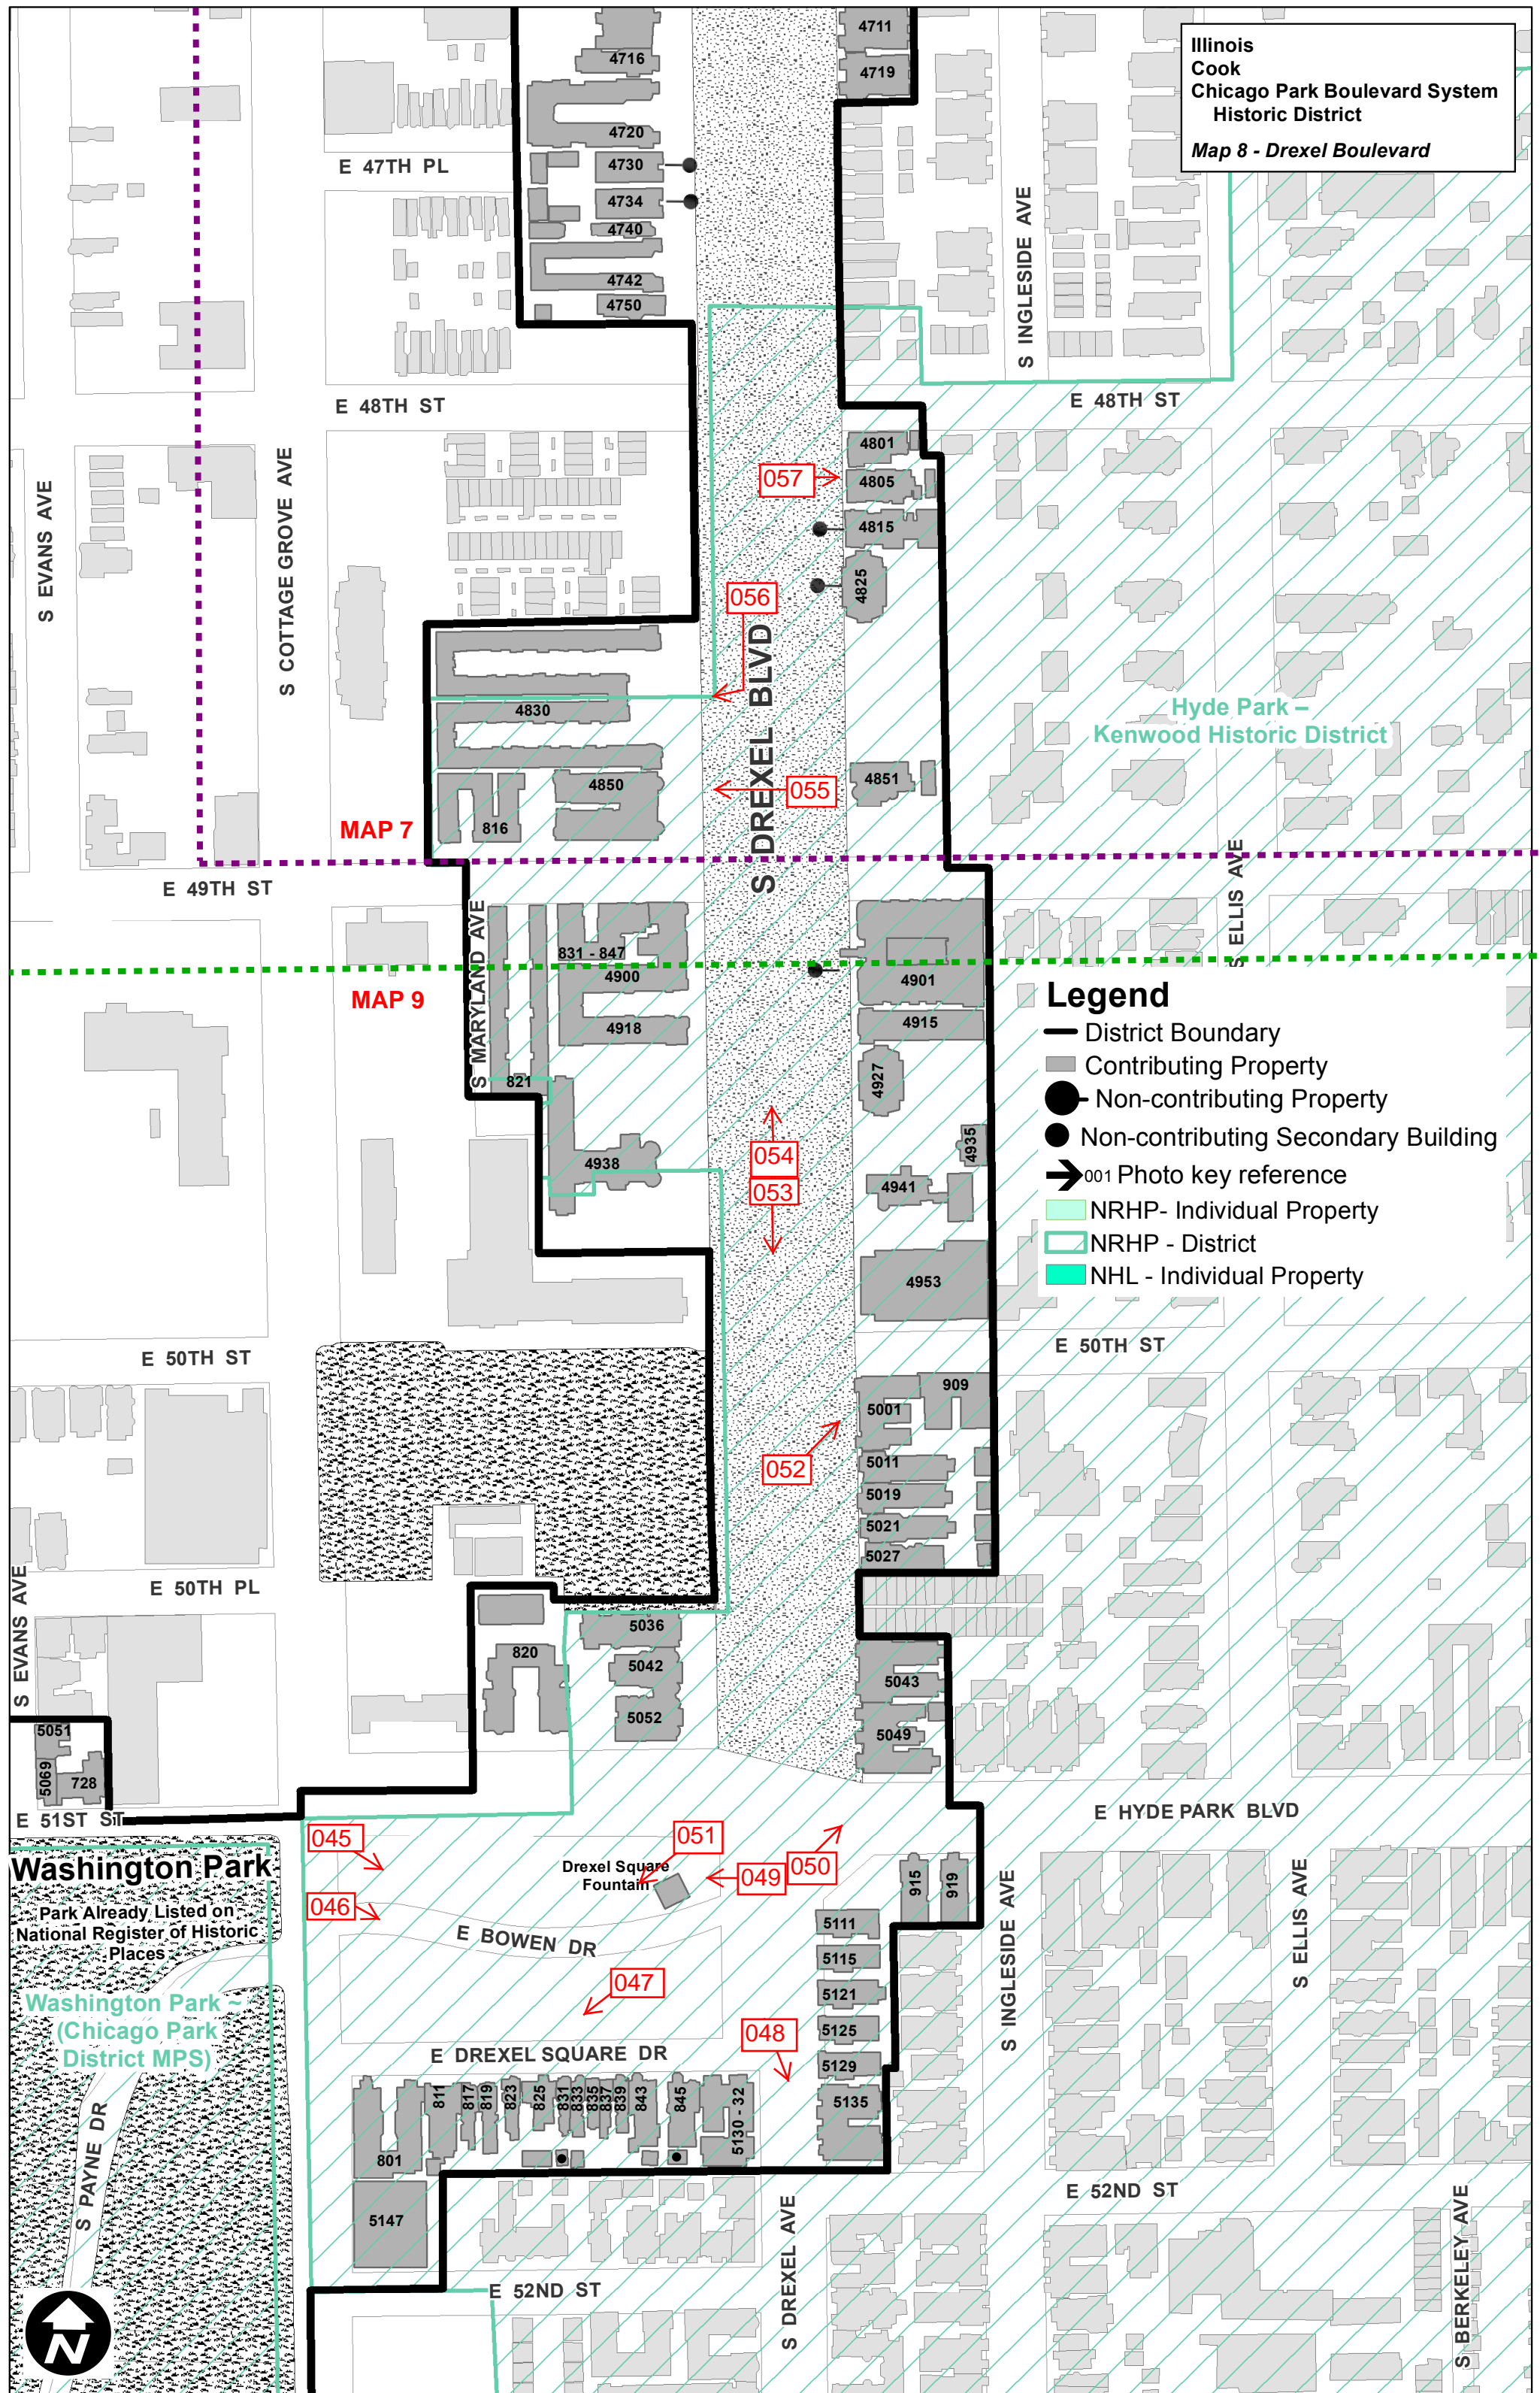 4716
4711
4719
Illinois
Cook
Chicago Park Boulevard System
Historic District
Map 8 - Drexel Boulevard
4720
E 47TH PL
4730
4734
4740
4742
4750
S INGLESIDE AVE
E 48TH ST
E 48TH ST
S EVANS AVE
S COTTAGE GROVE AVE
4801
057
4805
4815
4825
056
S DREXEL BLVD
4830
Hyde Park –
Kenwood Historic District
4850
055
4851
MAP 7
816
E 49TH ST
S ELLIS AVE
S MARYLAND AVE
831 - 847
4900
4901
MAP 9
4918
4915
821
4927
Legend
District Boundary
Contributing Property
Non-contributing Property
Non-contributing Secondary Building
001 Photo key reference
NRHP- Individual Property
NRHP - District
NHL - Individual Property
4938
054
053
4935
4941
4953
E 50TH ST
E 50TH ST
909
5001
052
5011
5019
5021
5027
E 50TH PL
S EVANS AVE
5036
820
5042
5052
5043
5049
5051
5069
728
E 51ST ST
E HYDE PARK BLVD
045
051
050
049
Drexel Square
Fountain
046
915
919
Washington Park
Park Already Listed on
National Register of Historic
Places
E BOWEN DR
047
048
5111
5115
5121
5125
5129
5135
S INGLESIDE AVE
S ELLIS AVE
Washington Park ~
(Chicago Park
District MPS)
E DREXEL SQUARE DR
801
811
817
819
823
825
831
833
835
837
839
843
845
5130 - 32
S PAYNE DR
5147
E 52ND ST
E 52ND ST
S DREXEL AVE
S BERKELEY AVE
N